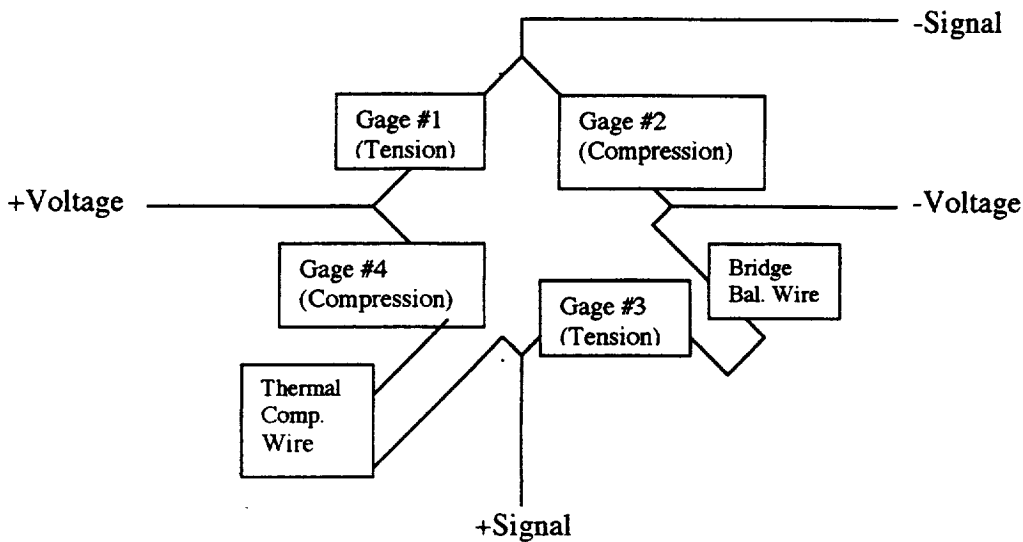 -Signal
Gage #1
(Tension)
Gage #2
(Compression)
+Voltage
-Voltage
Gage #4
(Compression)
Bridge
Bal. Wire
Gage #3
(Tension)
Thermal
Comp.
Wire
+Signal